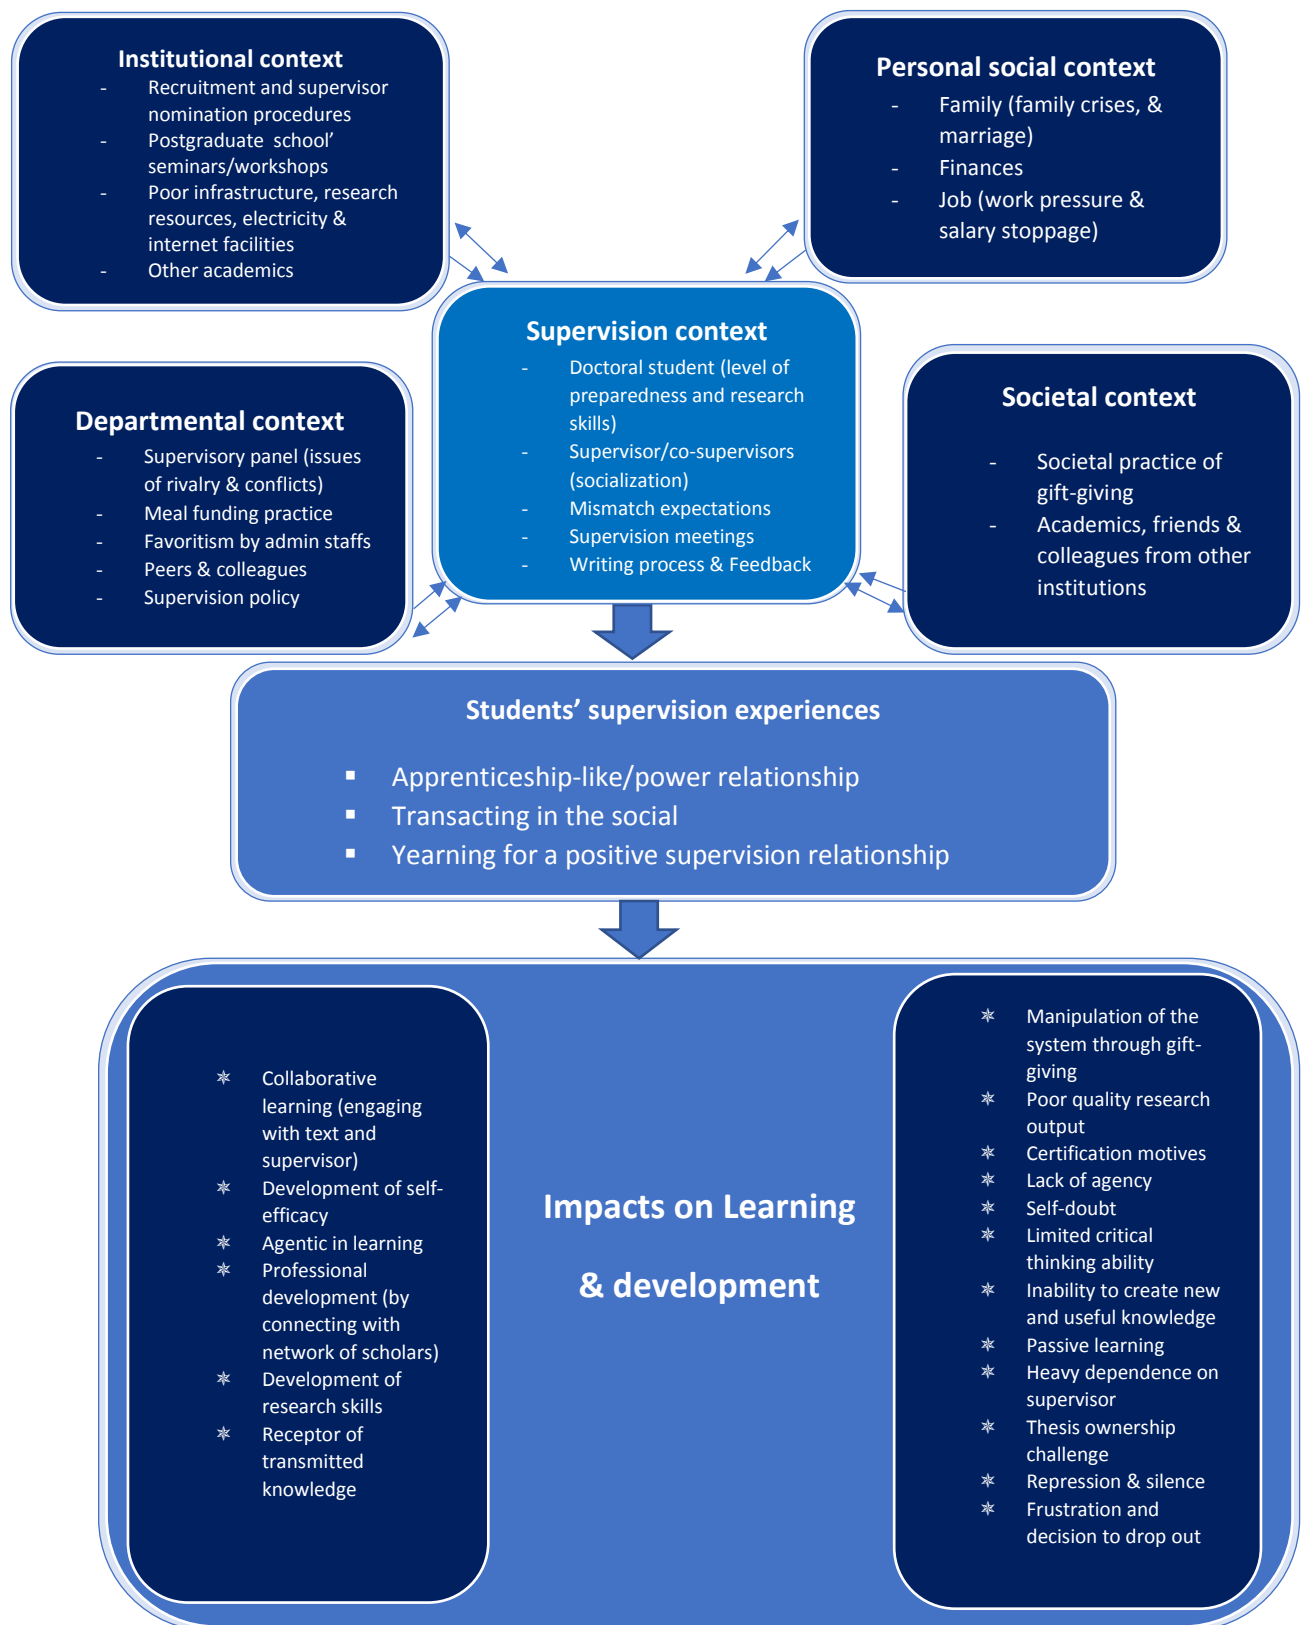 Institutional context
- Recruitment and supervisor
nomination procedures
- Postgraduate school’
seminars/workshops
- Poor infrastructure, research
resources, electricity &
internet facilities
- Other academics
Personal social context
- Family (family crises, &
marriage)
- Finances
- Job (work pressure &
salary stoppage)
Supervision context
- Doctoral student (level of
preparedness and research
skills)
- Supervisor/co-supervisors
(socialization)
- Mismatch expectations
- Supervision meetings
- Writing process & Feedback
Departmental context
- Supervisory panel (issues
of rivalry & conflicts)
- Meal funding practice
- Favoritism by admin staffs
- Peers & colleagues
- Supervision policy
Societal context
- Societal practice of
gift-giving
- Academics, friends &
colleagues from other
institutions
Students’ supervision experiences
▪ Apprenticeship-like/power relationship
▪ Transacting in the social
▪ Yearning for a positive supervision relationship
✴ Collaborative
learning (engaging
with text and
supervisor)
✴ Development of self-
efficacy
✴ Agentic in learning
✴ Professional
development (by
connecting with
network of scholars)
✴ Development of
research skills
✴ Receptor of
transmitted
knowledge
Impacts on Learning
& development
✴ Manipulation of the
system through gift-
giving
✴ Poor quality research
output
✴ Certification motives
✴ Lack of agency
✴ Self-doubt
✴ Limited critical
thinking ability
✴ Inability to create new
and useful knowledge
✴ Passive learning
✴ Heavy dependence on
supervisor
✴ Thesis ownership
challenge
✴ Repression & silence
✴ Frustration and
decision to drop out